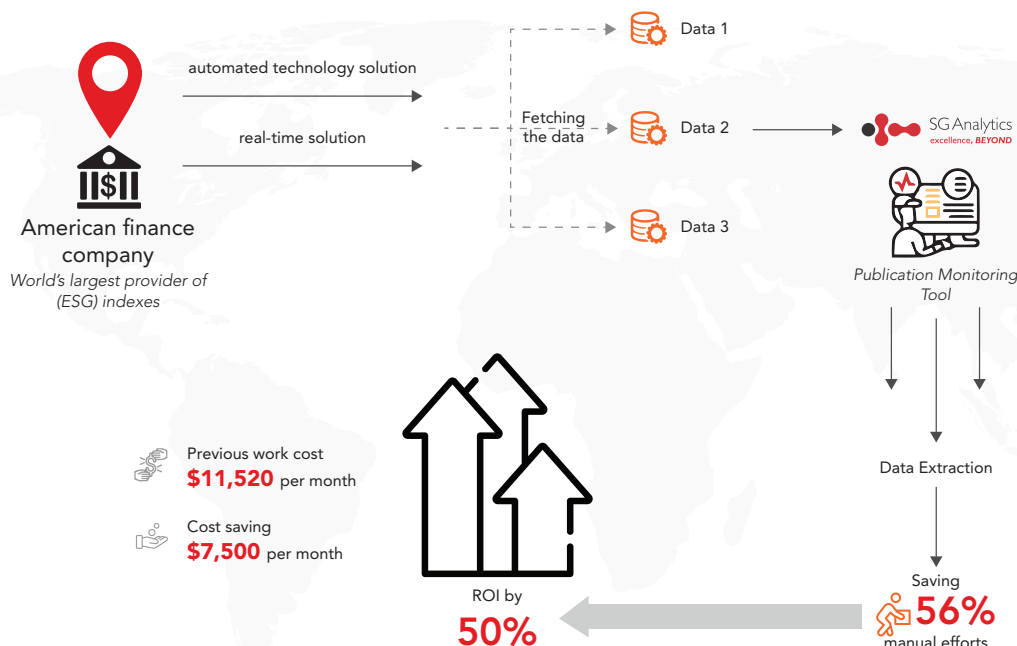 automated technology solution
real-time solution
$
American finance
company
World's largest provider of
(ESG) indexes
Fetching
the data
Data 1
Data 2
Data 3
SG Analytics
excellence, BEYOND
Publication Monitoring
Tool
Data Extraction
Saving
56%
manual efforts
ROI by
50%
Previous work cost
$11,520 per month
Cost saving
$7,500 per month